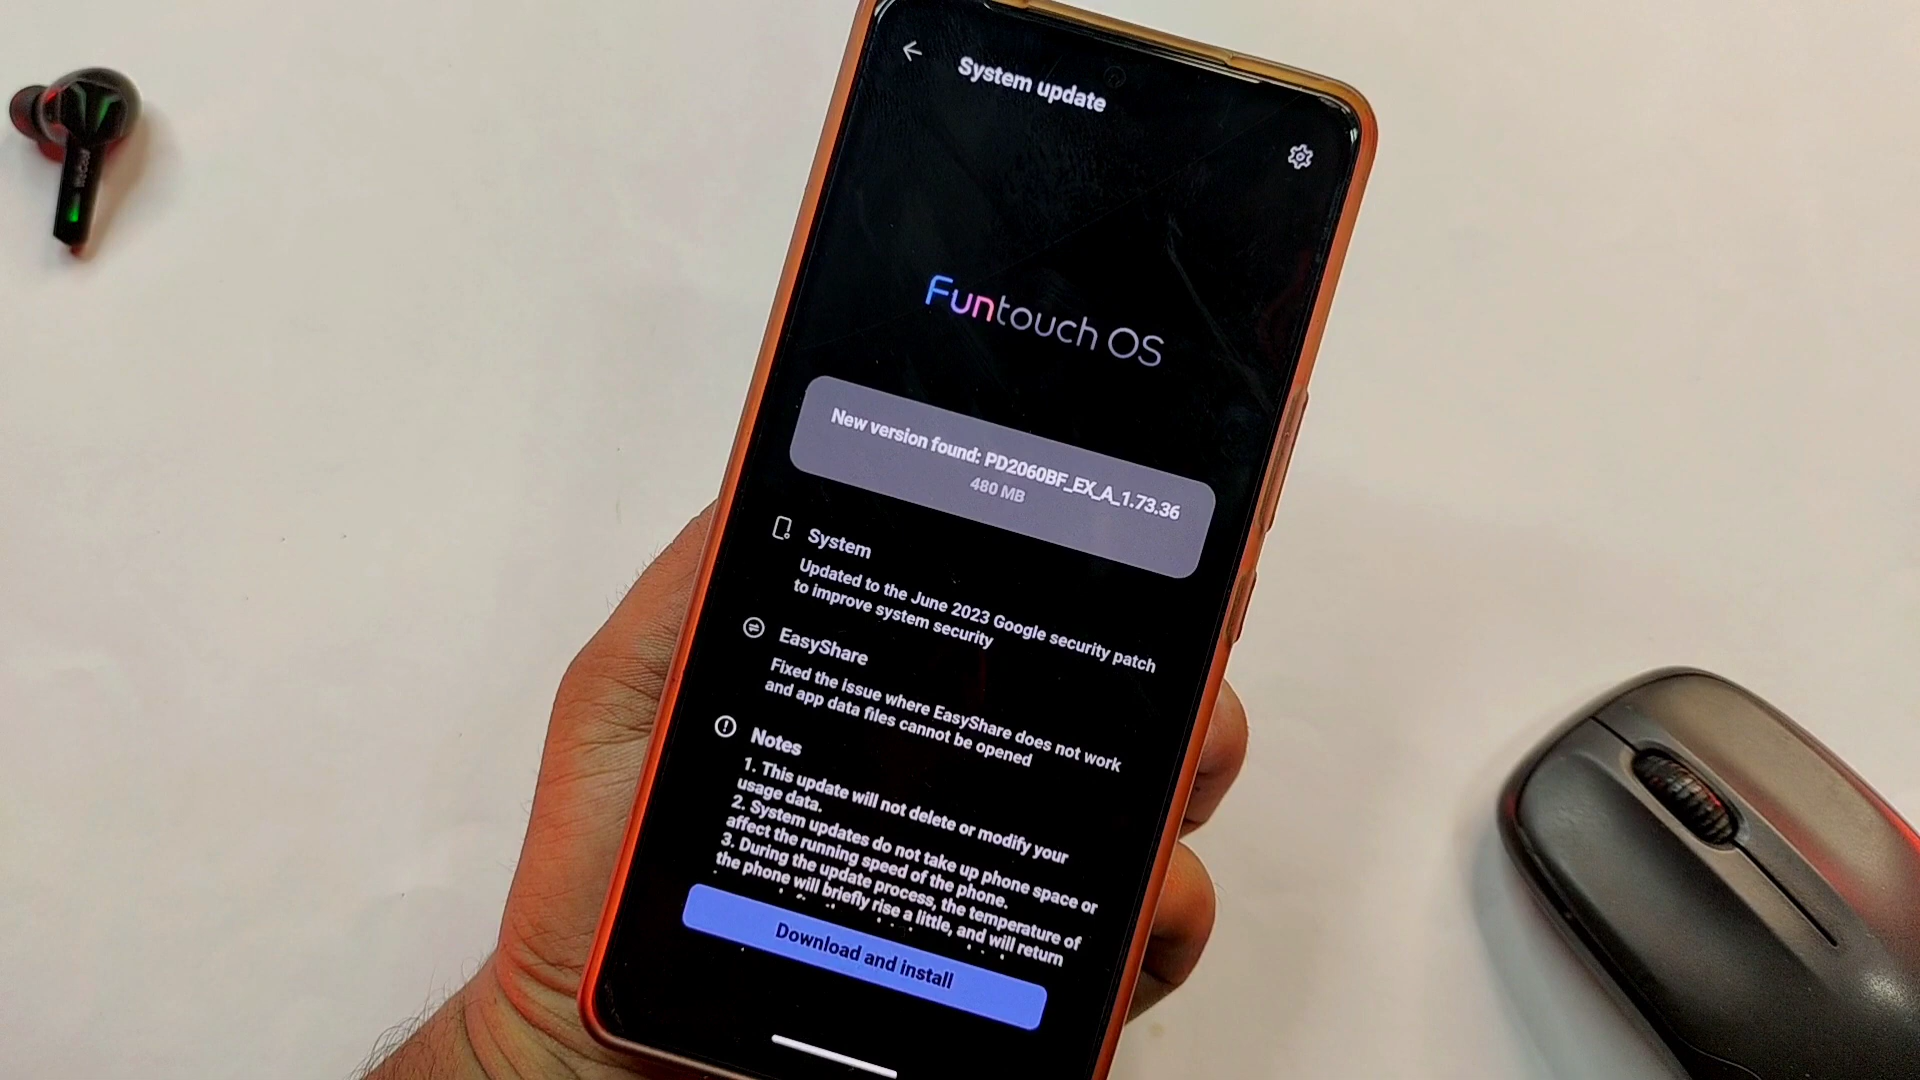 System update
Funtouch OS
New version found: PD2060BF_EX_A_1.73.36
480 MB
System
Updated to the June 2023 Google security patch
to improve system security
EasyShare
Fixed the issue where EasyShare does not work
and app data files cannot be opened
Notes
1. This update will not delete or modify your
usage data.
2. System updates do not take up phone space or
affect the running speed of the phone.
3. During the update process, the temperature of
the phone will briefly rise a little, and will return
Download and install